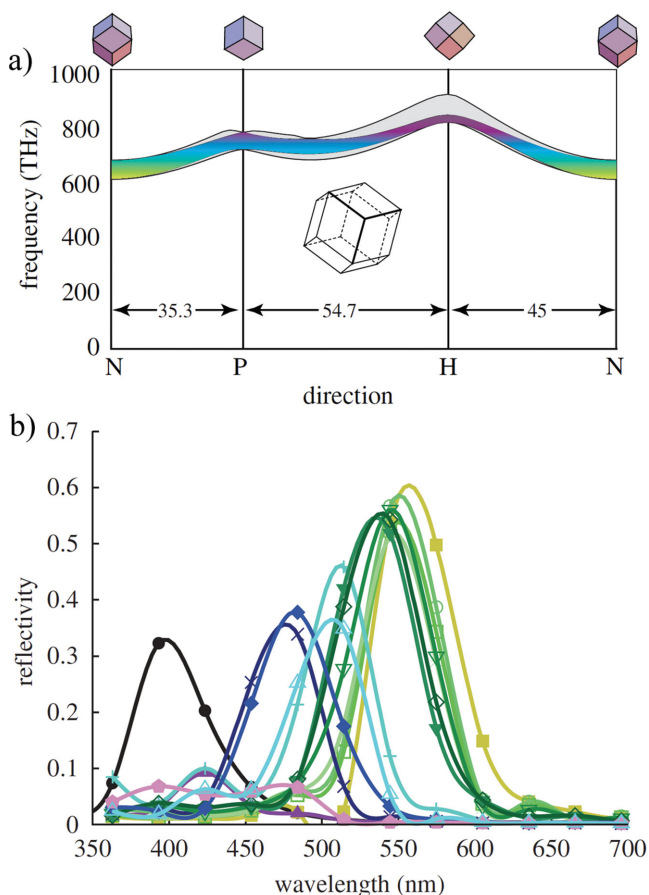 a)
1000
800
600
400
200
0
frequency (THz)
35.3
54.7
45
N
P
H
N
direction
b)
0.7
0.6
0.5
0.4
0.3
0.2
0.1
0
reflectivity
350
400
450
500
550
600
650
700
wavelength (nm)